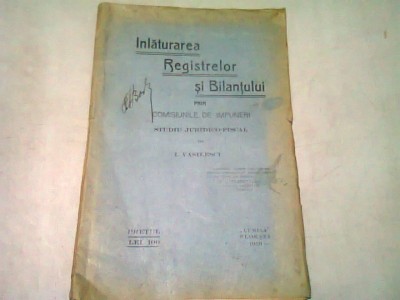 Inlăturarea
Registrelor
și Bilanțului
PRIN
COMISIUNILE DE IMPUNERI
STUDIU JURIDICO-FISCAL
DE
I. VASILESCU
PREȚUL
LEI 100